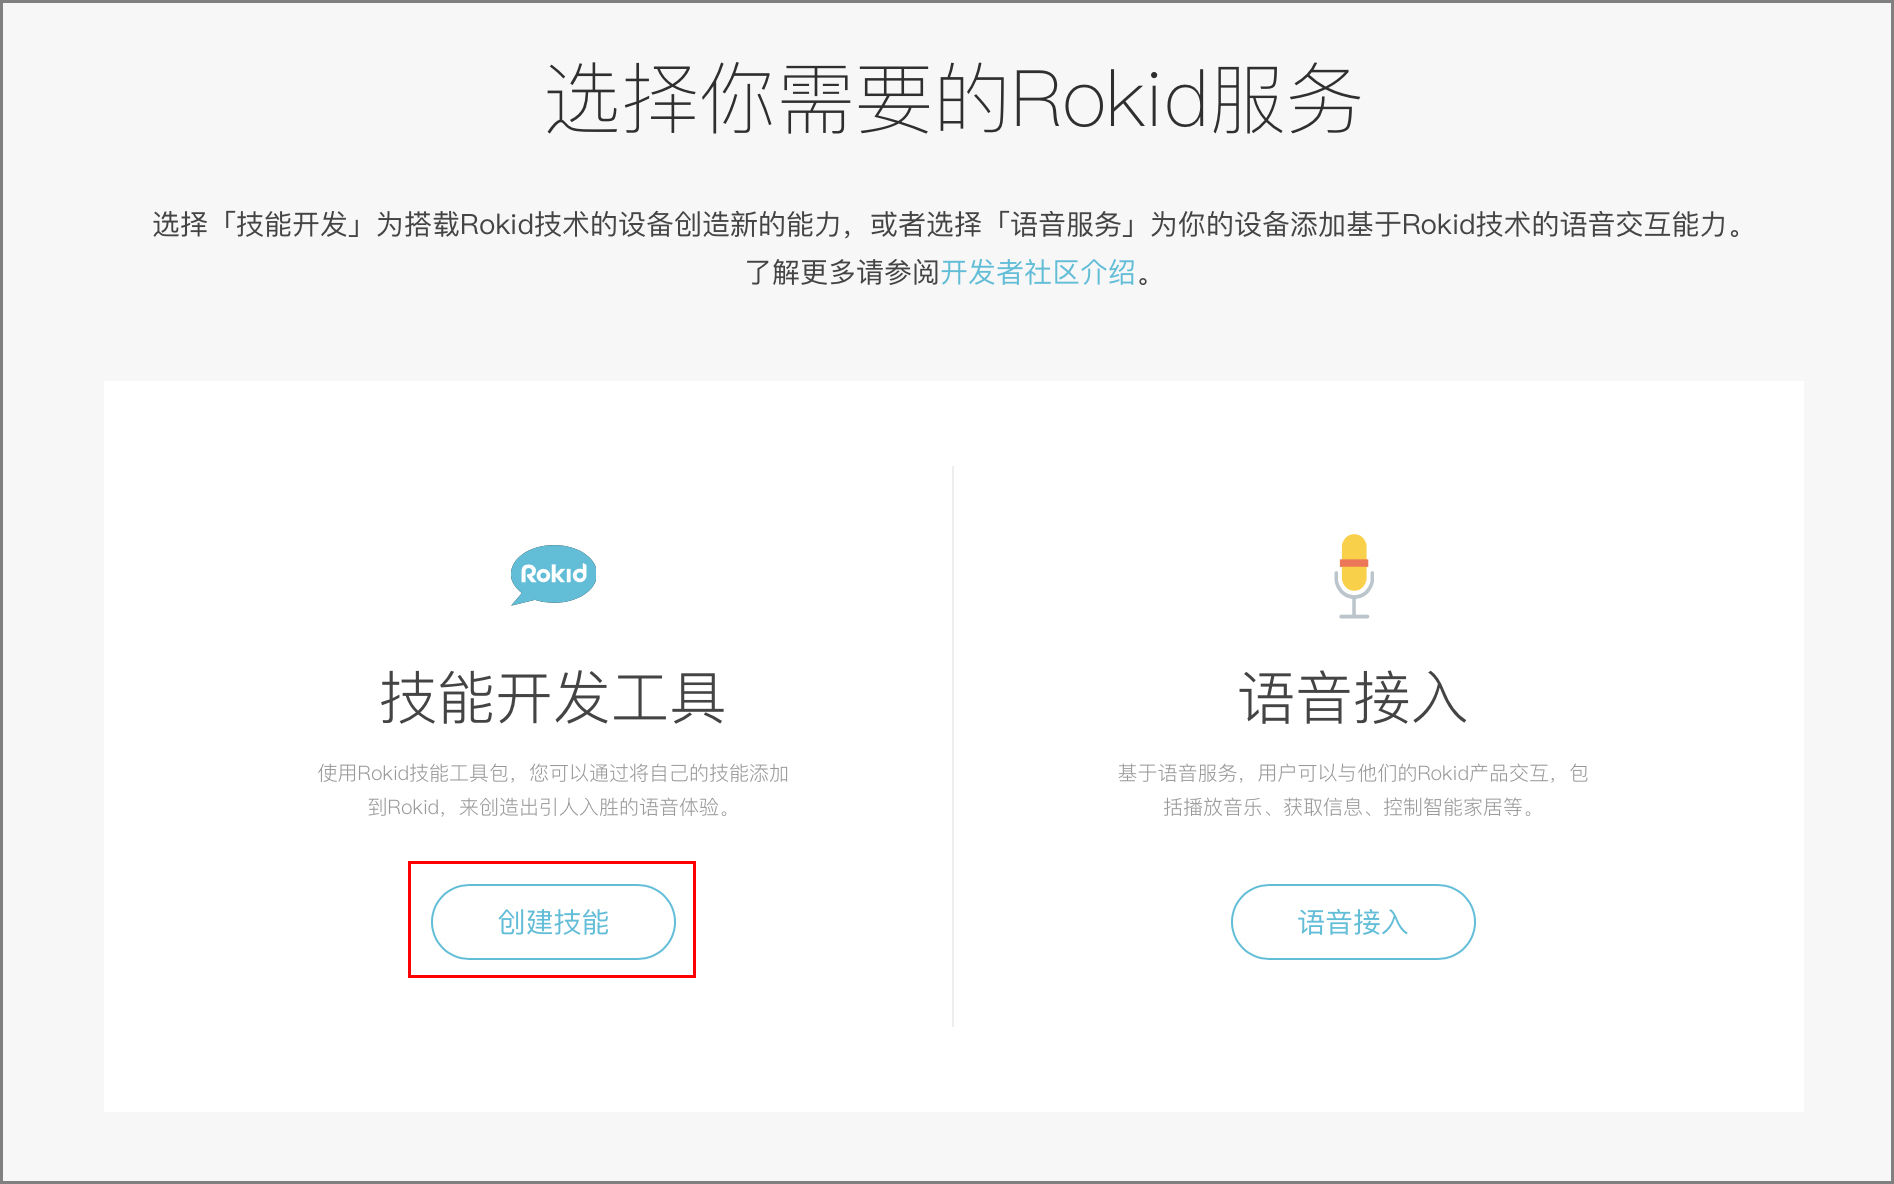 选择你需要的Rokid服务
选择「技能开发」为搭载Rokid技术的设备创造新的能力，或者选择「语音服务」为你的设备添加基于Rokid技术的语音交互能力。
了解更多请参阅开发者社区介绍。
Rokid
技能开发工具
使用Rokid技能工具包，您可以通过将自己的技能添加
到Rokid，来创造出引人入胜的语音体验。
创建技能
语音接入
基于语音服务，用户可以与他们的Rokid产品交互，包
括播放音乐、获取信息、控制智能家居等。
语音接入